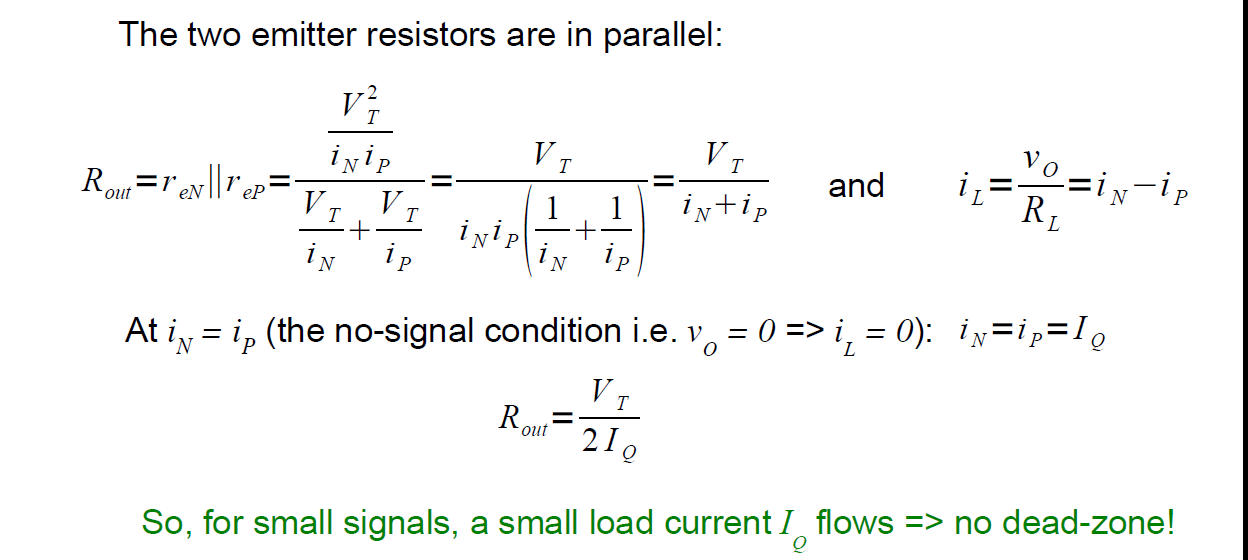 The two emitter resistors are in parallel:
R_out = r_eN || r_eP = (V_T^2 / (i_N i_P)) / (V_T / i_N + V_T / i_P) = V_T / (i_N i_P (1 / i_N + 1 / i_P)) = V_T / (i_N + i_P) and i_L = v_O / R_L = i_N − i_P
At i_N = i_P (the no-signal condition i.e. v_O = 0 => i_L = 0): i_N = i_P = I_Q
R_out = V_T / (2 I_Q)
So, for small signals, a small load current I_Q flows => no dead-zone!